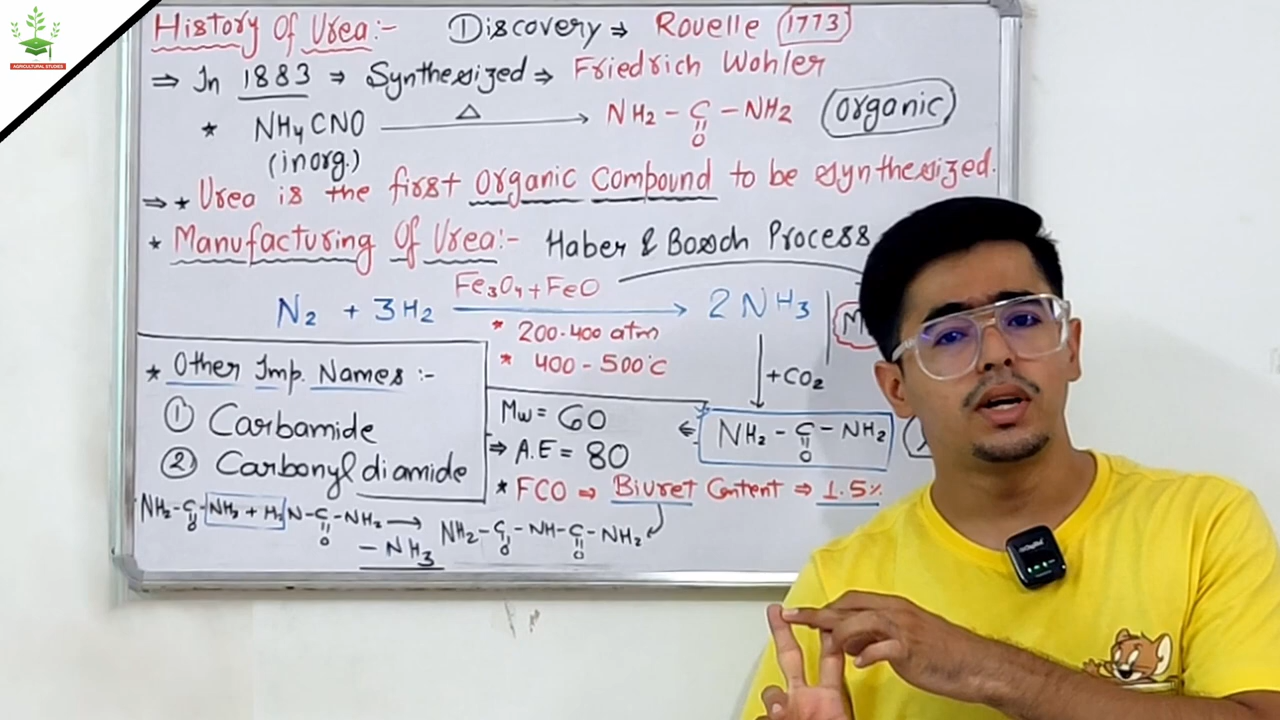 AGRICULTURAL STUDIES
History Of Urea:- Discovery ⇒ Rouelle (1773)
⇒ In 1883 ⇒ Synthesized ⇒ Friedrich Wohler
* NH4CNO —Δ→ NH2 - C - NH2 (organic)
(inorg.) O
⇒ * Urea is the first organic compound to be synthesized.
* Manufacturing Of Urea:- Haber & Bosch Process
Fe3O4 + FeO
N2 + 3H2 → 2NH3
* 200-400 atm
* 400 - 500°C
+CO2
NH2 - C - NH2
O
* Other Imp. Names :-
① Carbamide
② Carbonyl diamide
Mw = 60
⇒ A.E = 80
* FCO ⇒ Biuret Content ⇒ 1.5%
NH2-C-NH2 + H2N-C-NH2 → NH2-C-NH-C-NH2
O O - NH3 O O